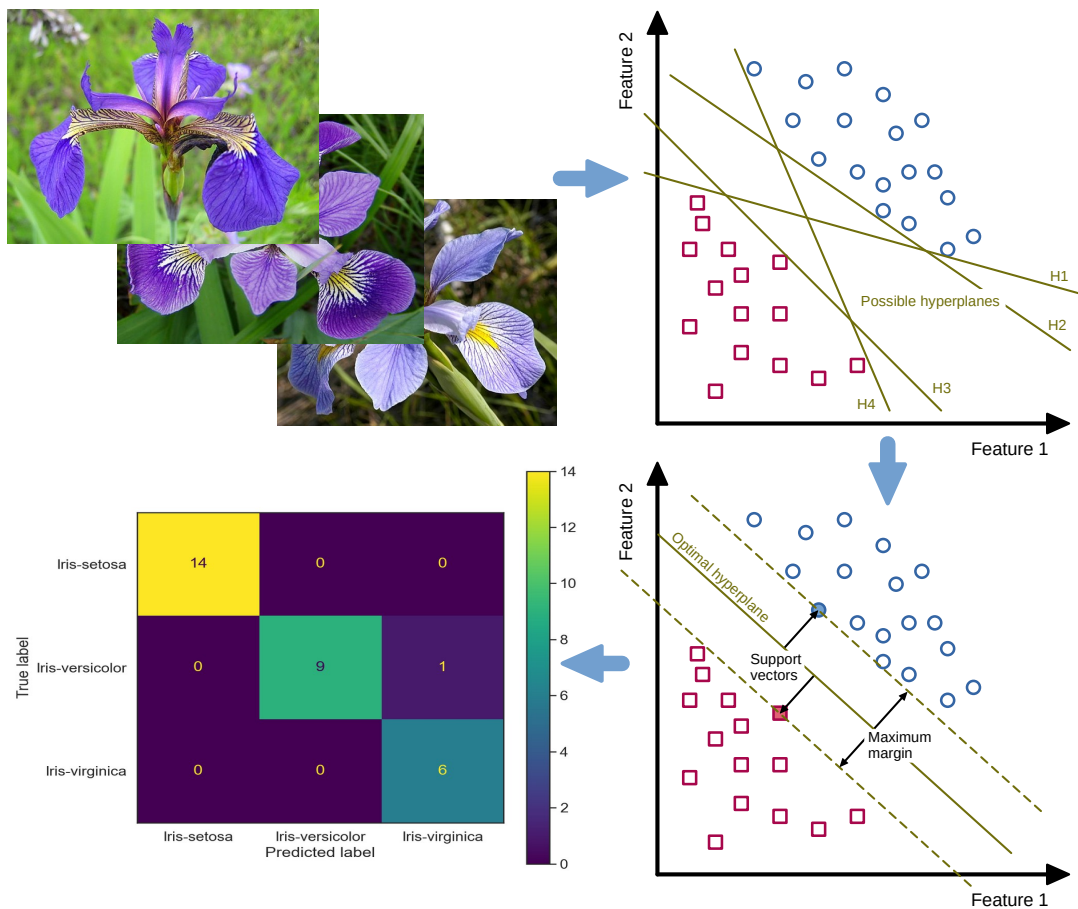 Feature 2
H1
Possible hyperplanes
H2
H3
H4
Feature 1
Feature 2
Optimal hyperplane
Support
vectors
Maximum
margin
Feature 1
14
12
10
8
6
4
2
0
True label
Iris-setosa
14 0 0
Iris-versicolor
0 9 1
Iris-virginica
0 0 6
Iris-setosa Iris-versicolor Iris-virginica
Predicted label